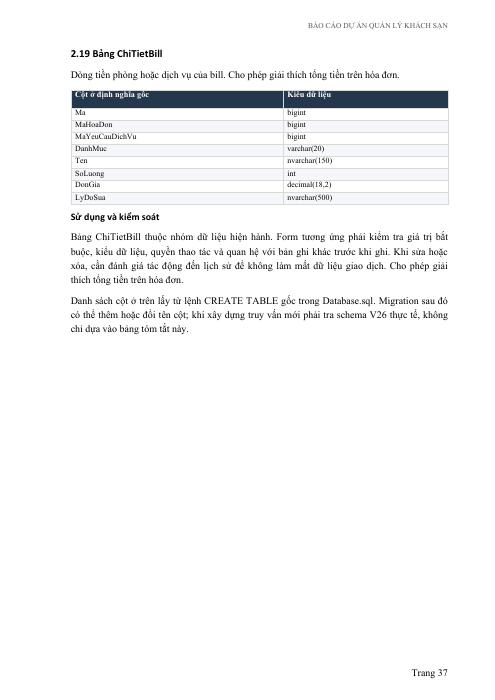 BÁO CÁO DỰ ÁN QUẢN LÝ KHÁCH SẠN
2.19 Bảng ChiTietBill
Dòng tiền phòng hoặc dịch vụ của bill. Cho phép giải thích tổng tiền trên hóa đơn.
Cột ở định nghĩa gốc Kiểu dữ liệu
Ma bigint
MaHoaDon bigint
MaYeuCauDichVu bigint
DanhMuc varchar(20)
Ten nvarchar(150)
SoLuong int
DonGia decimal(18,2)
LyDoSua nvarchar(500)
Sử dụng và kiểm soát
Bảng ChiTietBill thuộc nhóm dữ liệu hiện hành. Form tương ứng phải kiểm tra giá trị bắt
buộc, kiểu dữ liệu, quyền thao tác và quan hệ với bản ghi khác trước khi ghi. Khi sửa hoặc
xóa, cần đánh giá tác động đến lịch sử để không làm mất dữ liệu giao dịch. Cho phép giải
thích tổng tiền trên hóa đơn.
Danh sách cột ở trên lấy từ lệnh CREATE TABLE gốc trong Database.sql. Migration sau đó
có thể thêm hoặc đổi tên cột; khi xây dựng truy vấn mới phải tra schema V26 thực tế, không
chỉ dựa vào bảng tóm tắt này.
Trang 37